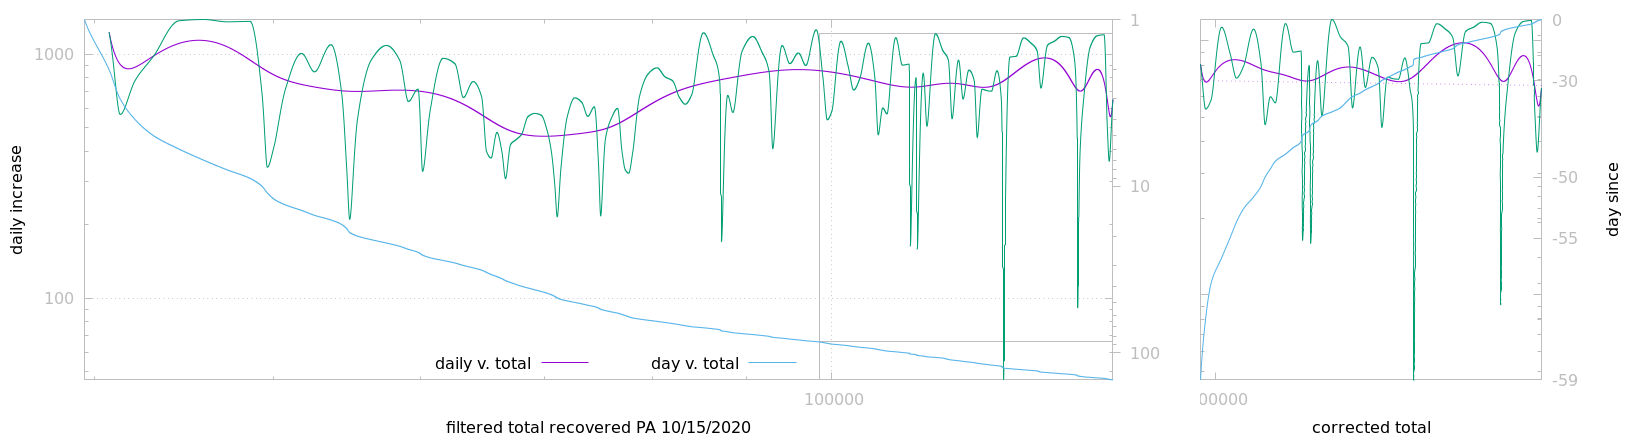 1000
100
daily increase
daily v. total
day v. total
100000
filtered total recovered PA 10/15/2020
1
10
100
00000
corrected total
0
-30
-50
-55
-59
day since